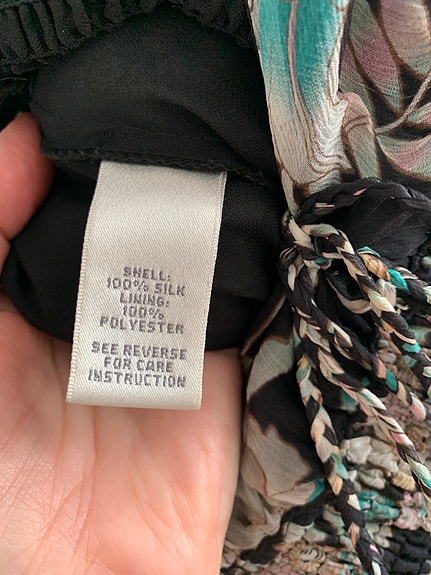 SHELL:
100% SILK
LINING:
100%
POLYESTER
SEE REVERSE
FOR CARE
INSTRUCTION